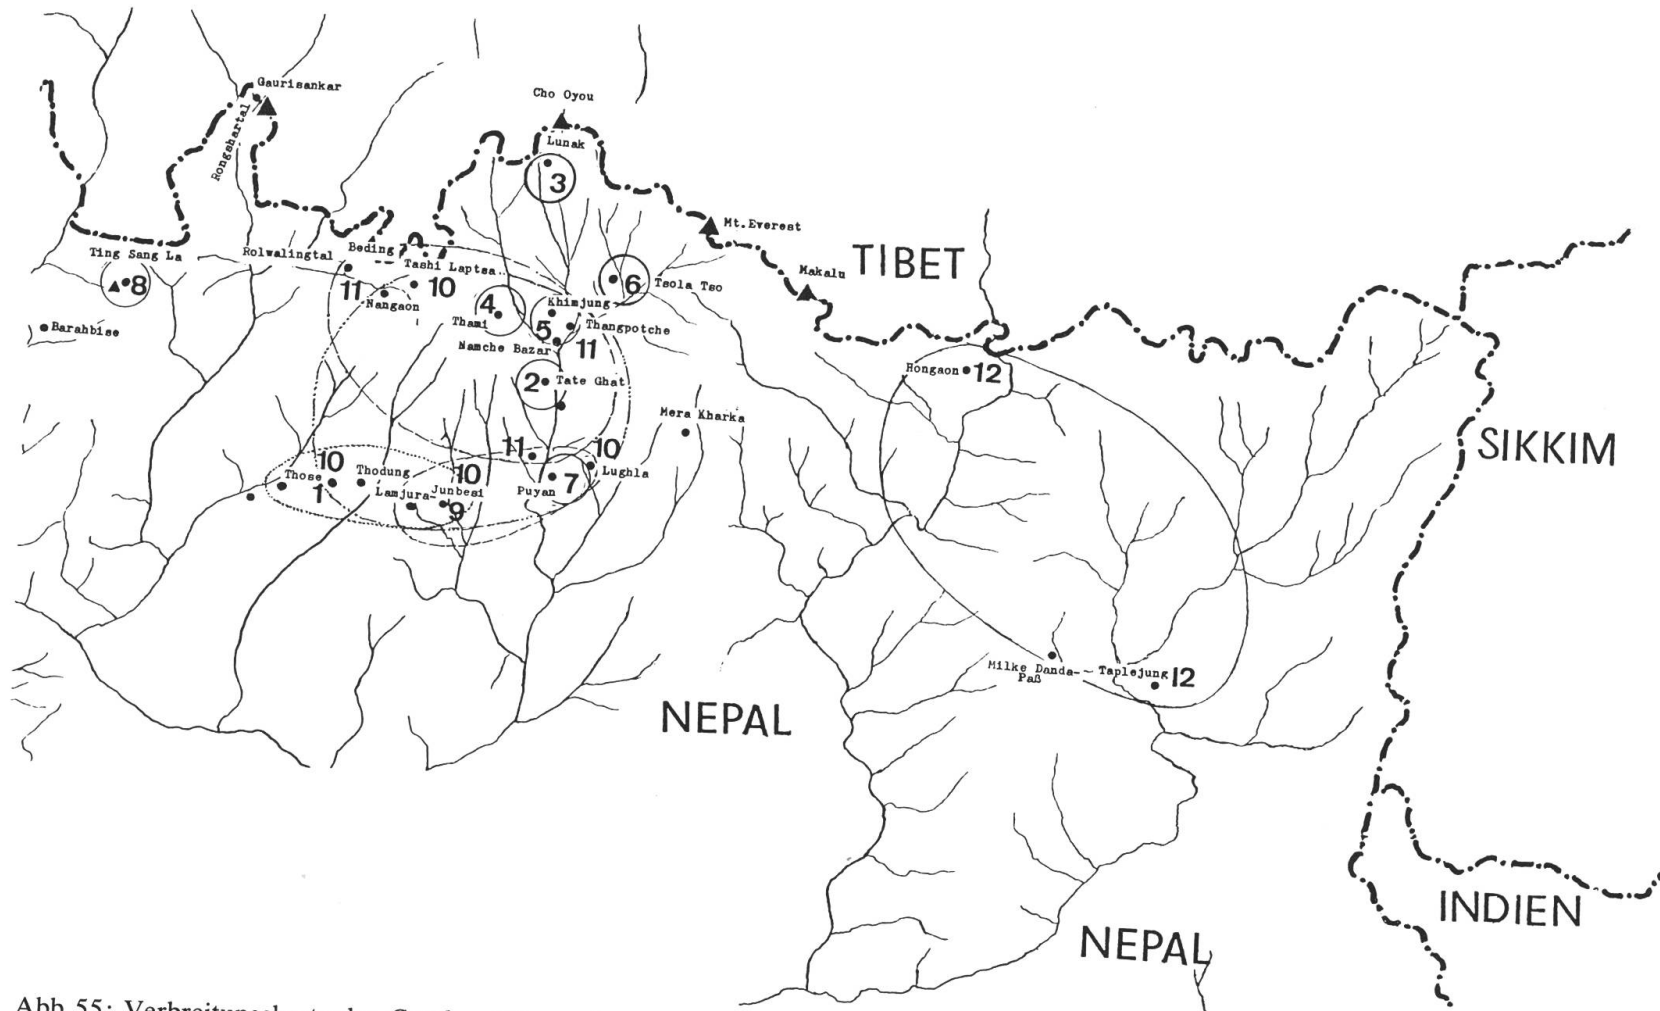 Gaurisankar
Rongshartal
Cho Oyou
Lunak
3
Mt.Everest
TIBET
Makalu
Ting Sang La
8
Rolwalingtal
Beding
Tashi Laptsa
11
Nangaon
10
6
Tsola Tso
4
Thami
Khimjung
5
Thangpotche
Namche Bazar
11
Barahbise
2
Tate Ghat
Rongaon
12
Mera Kharka
SIKKIM
11
10
Lughla
10
Those
1
Thodung
10
Lamjura-
Junbesi
9
Puyan
7
Milke Danda-
Paß
- Taplejung
12
NEPAL
INDIEN
NEPAL
Abb 55: